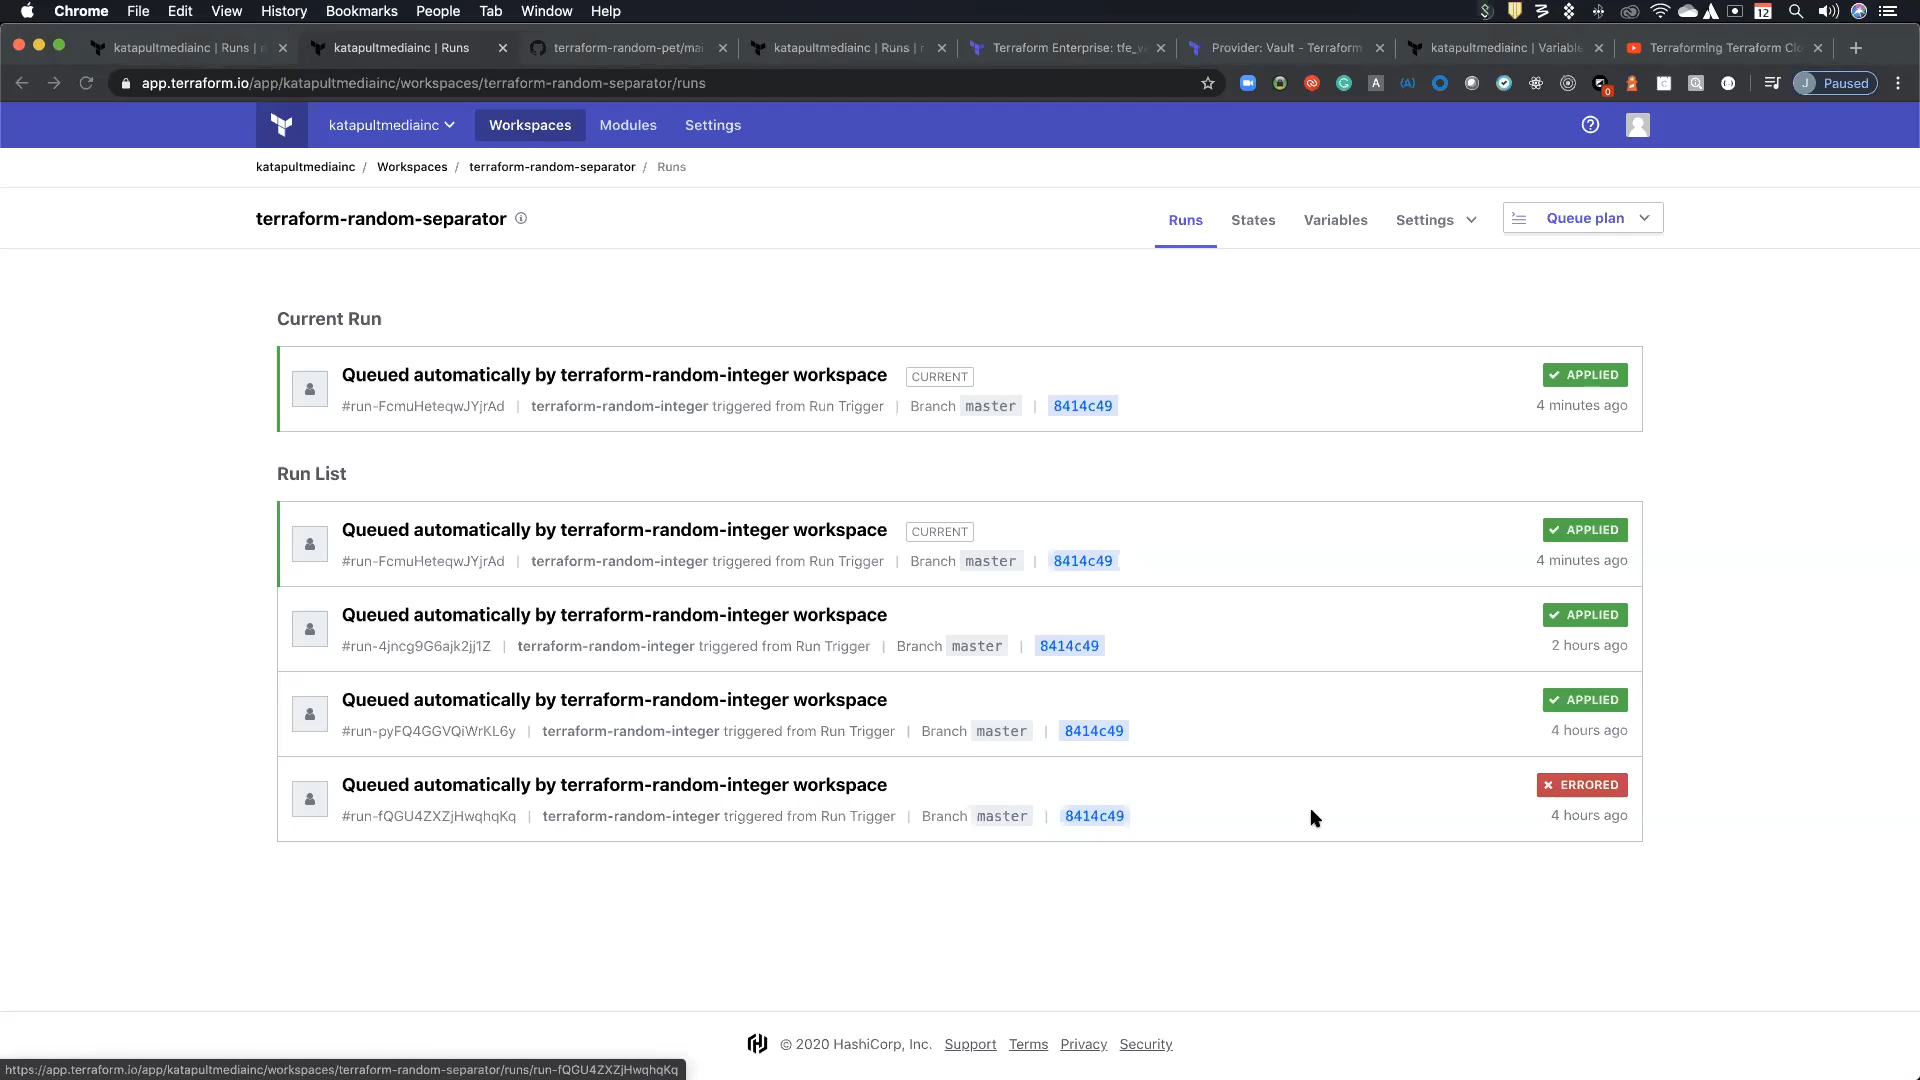 Chrome File Edit View History Bookmarks People Tab Window Help
12
katapultmediainc | Runs |
katapultmediainc | Runs
terraform-random-pet/mai
katapultmediainc | Runs |
Terraform Enterprise: tfe_v
Provider: Vault - Terraform
katapultmediainc | Variable
Terraforming Terraform Clo
app.terraform.io/app/katapultmediainc/workspaces/terraform-random-separator/runs
J Paused
katapultmediainc Workspaces Modules Settings
katapultmediainc / Workspaces / terraform-random-separator / Runs
terraform-random-separator
Runs States Variables Settings Queue plan
Current Run
Queued automatically by terraform-random-integer workspace CURRENT APPLIED
#run-FcmuHeteqwJYjrAd | terraform-random-integer triggered from Run Trigger | Branch master | 8414c49 4 minutes ago
Run List
Queued automatically by terraform-random-integer workspace CURRENT APPLIED
#run-FcmuHeteqwJYjrAd | terraform-random-integer triggered from Run Trigger | Branch master | 8414c49 4 minutes ago
Queued automatically by terraform-random-integer workspace APPLIED
#run-4jncg9G6ajk2jj1Z | terraform-random-integer triggered from Run Trigger | Branch master | 8414c49 2 hours ago
Queued automatically by terraform-random-integer workspace APPLIED
#run-pyFQ4GGVQiWrKL6y | terraform-random-integer triggered from Run Trigger | Branch master | 8414c49 4 hours ago
Queued automatically by terraform-random-integer workspace ERRORED
#run-fQGU4ZXZjHwqhqKq | terraform-random-integer triggered from Run Trigger | Branch master | 8414c49 4 hours ago
© 2020 HashiCorp, Inc. Support Terms Privacy Security
https://app.terraform.io/app/katapultmediainc/workspaces/terraform-random-separator/runs/run-fQGU4ZXZjHwqhqKq